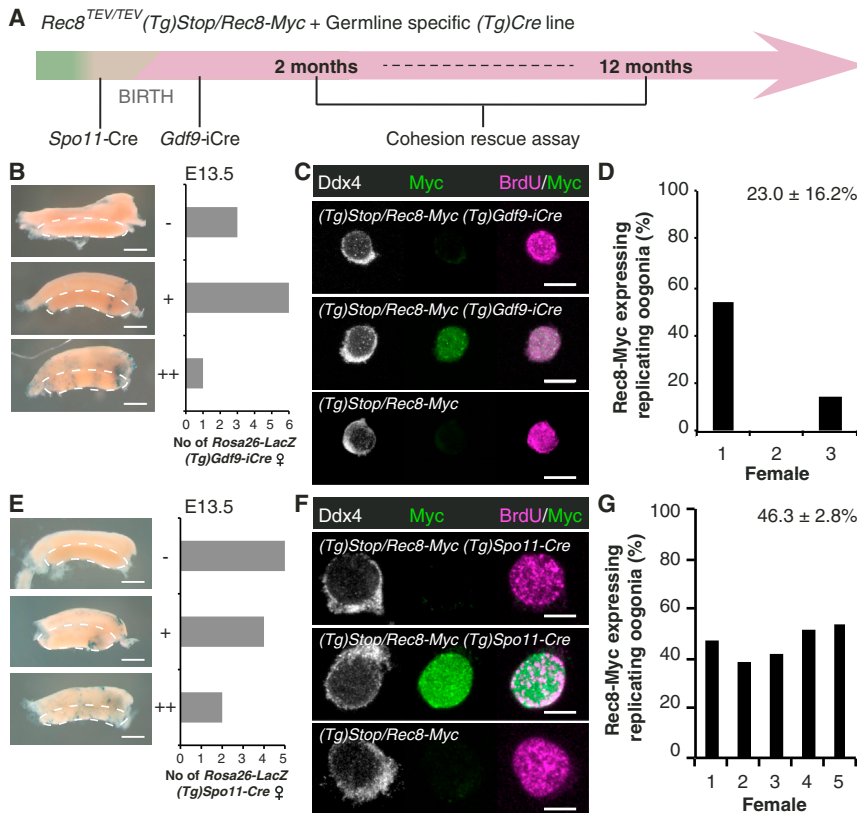 A
Rec8TEV/TEV (Tg)Stop/Rec8-Myc + Germline specific (Tg)Cre line
2 months
12 months
BIRTH
Spo11-Cre
Gdf9-iCre
Cohesion rescue assay
B
E13.5
-
+
++
0 1 2 3 4 5 6
No of Rosa26-LacZ
(Tg)Gdf9-iCre ♀
C
Ddx4 Myc BrdU/Myc
(Tg)Stop/Rec8-Myc (Tg)Gdf9-iCre
(Tg)Stop/Rec8-Myc (Tg)Gdf9-iCre
(Tg)Stop/Rec8-Myc
D
23.0 ± 16.2%
Rec8-Myc expressing
replicating oogonia (%)
100
80
60
40
20
0
1 2 3
Female
E
E13.5
-
+
++
0 1 2 3 4 5
No of Rosa26-LacZ
(Tg)Spo11-Cre ♀
F
Ddx4 Myc BrdU/Myc
(Tg)Stop/Rec8-Myc (Tg)Spo11-Cre
(Tg)Stop/Rec8-Myc (Tg)Spo11-Cre
(Tg)Stop/Rec8-Myc
G
46.3 ± 2.8%
Rec8-Myc expressing
replicating oogonia (%)
100
80
60
40
20
0
1 2 3 4 5
Female